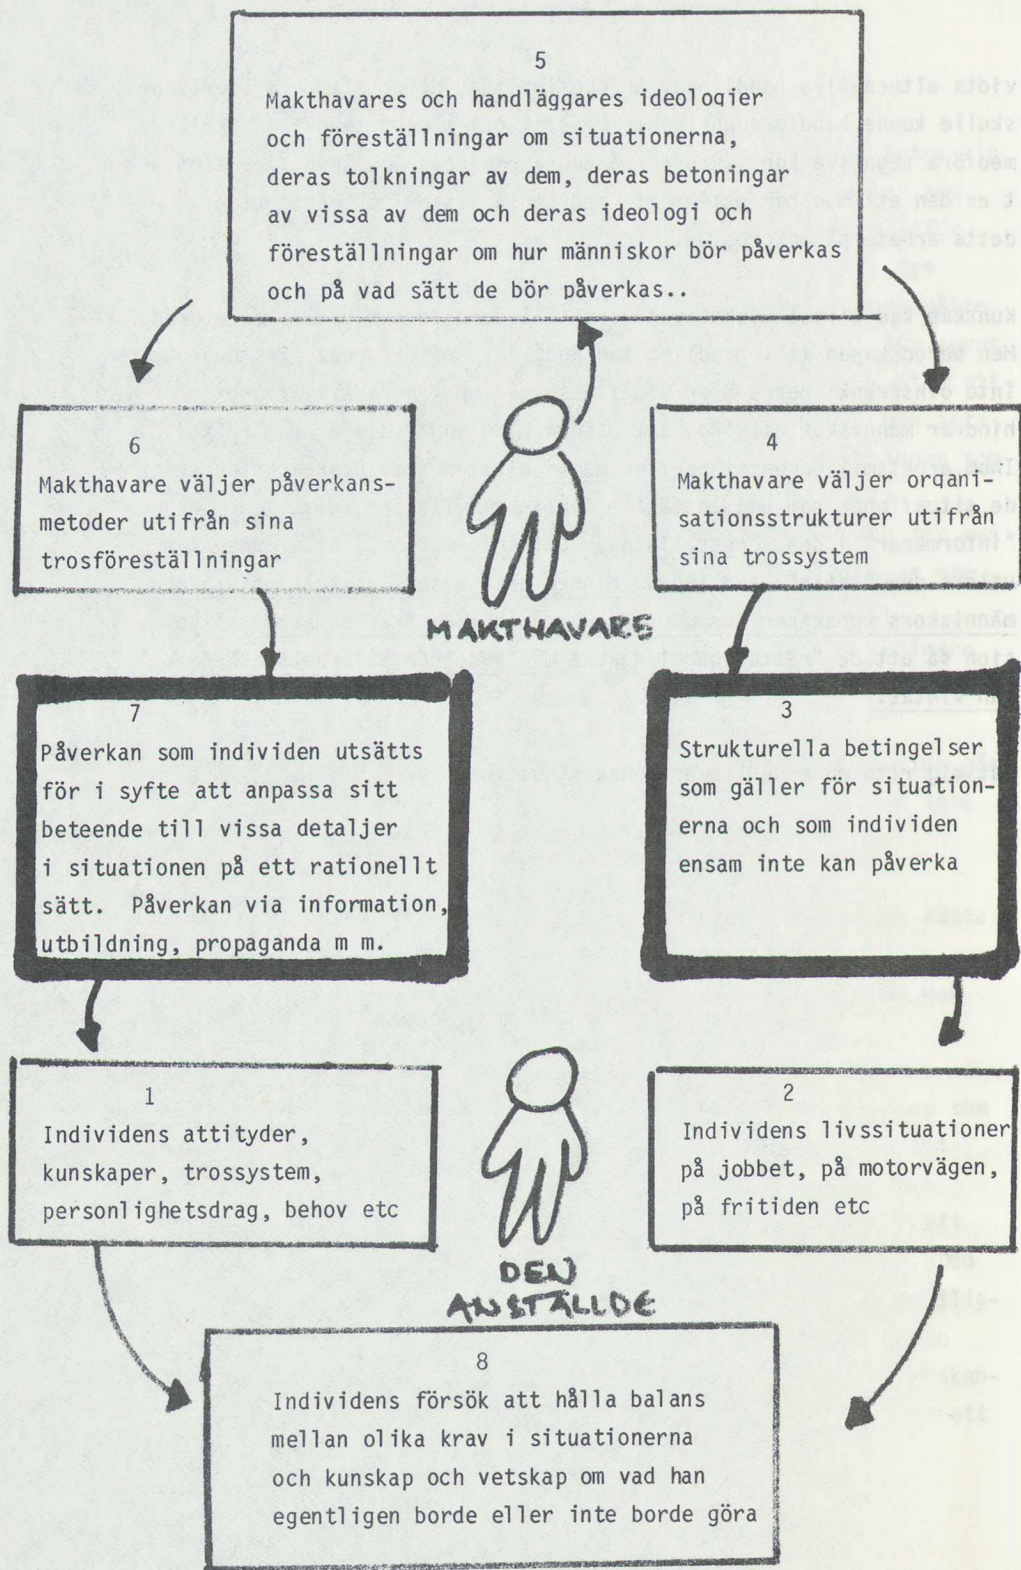 5
Makthavares och handläggares ideologier
och föreställningar om situationerna,
deras tolkningar av dem, deras betoningar
av vissa av dem och deras ideologi och
föreställningar om hur människor bör påverkas
och på vad sätt de bör påverkas..
6
Makthavare väljer påverkans-
metoder utifrån sina
trosföreställningar
4
Makthavare väljer organi-
sationsstrukturer utifrån
sina trossystem
MAKTHAVARE
7
Påverkan som individen utsätts
för i syfte att anpassa sitt
beteende till vissa detaljer
i situationen på ett rationellt
sätt. Påverkan via information,
utbildning, propaganda m m.
3
Strukturella betingelser
som gäller för situation-
erna och som individen
ensam inte kan påverka
1
Individens attityder,
kunskaper, trossystem,
personlighetsdrag, behov etc
2
Individens livssituationer
på jobbet, på motorvägen,
på fritiden etc
DEN
ANSTÄLLDE
8
Individens försök att hålla balans
mellan olika krav i situationerna
och kunskap och vetskap om vad han
egentligen borde eller inte borde göra